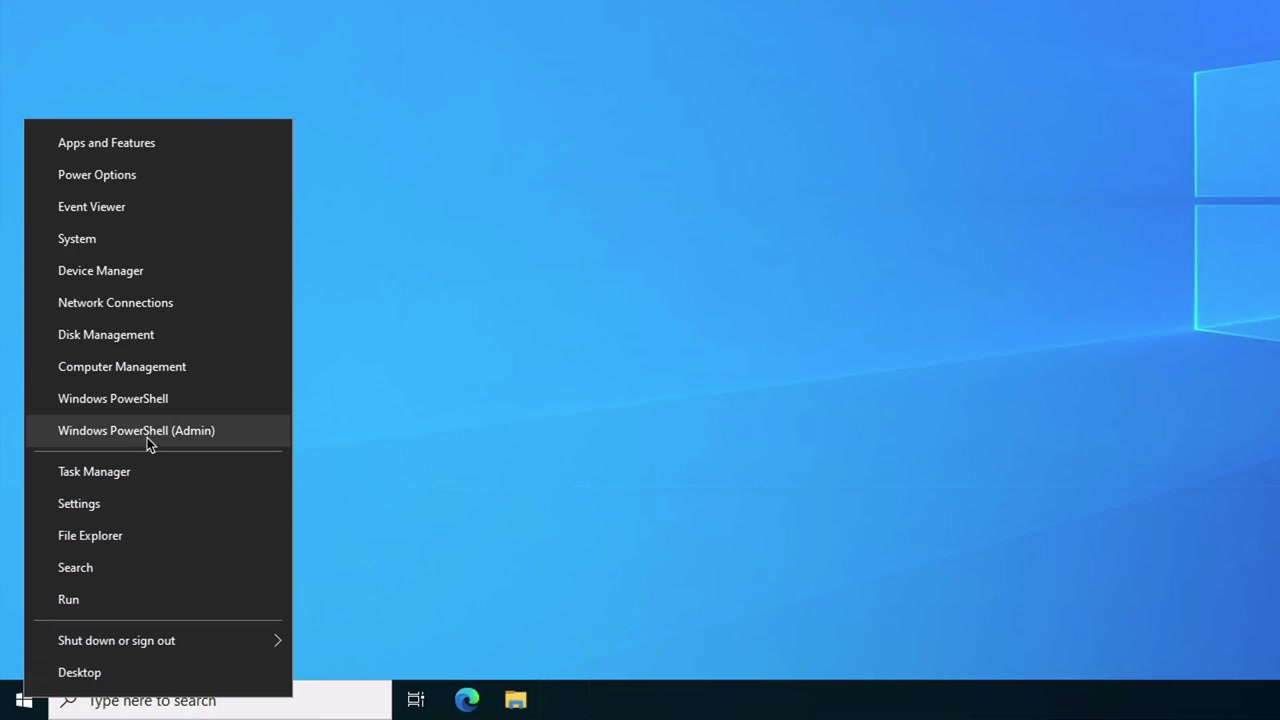 Apps and Features
Power Options
Event Viewer
System
Device Manager
Network Connections
Disk Management
Computer Management
Windows PowerShell
Windows PowerShell (Admin)
Task Manager
Settings
File Explorer
Search
Run
Shut down or sign out
Desktop
Type here to search